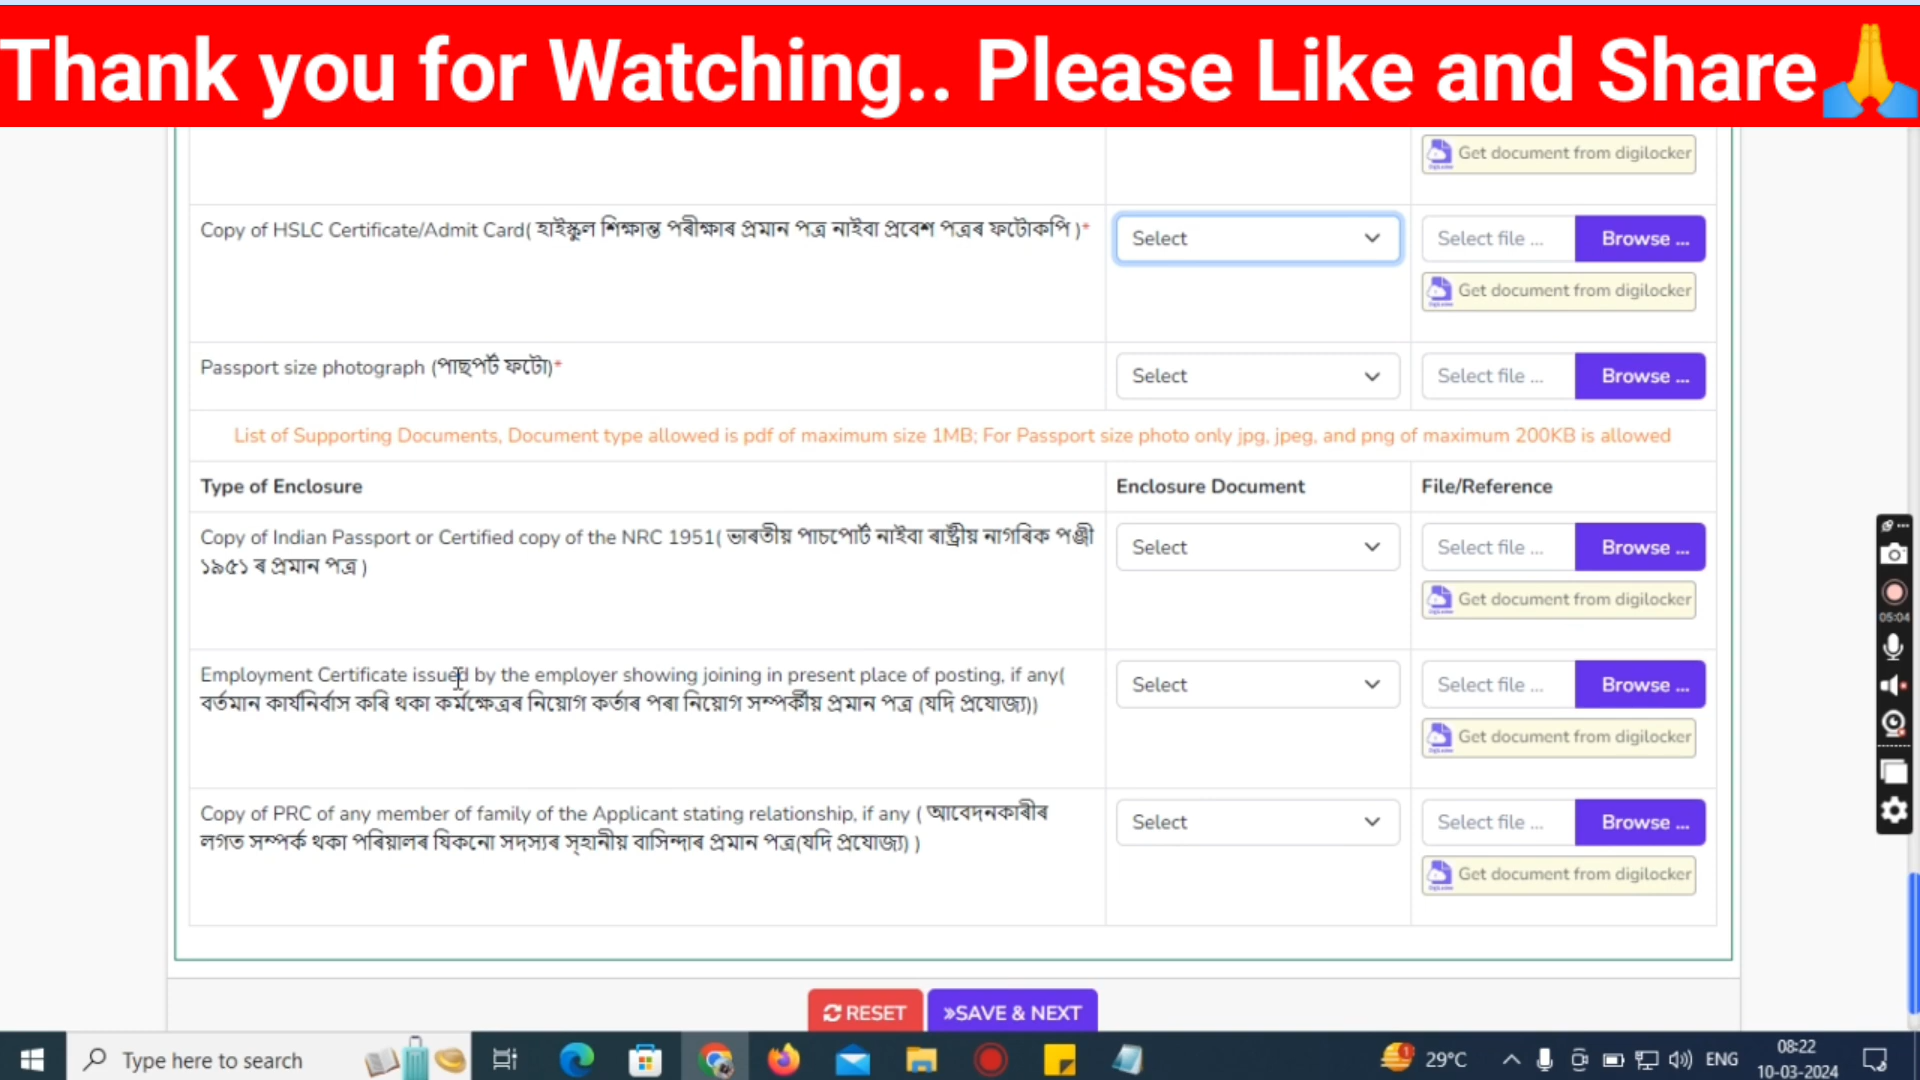 Thank you for Watching.. Please Like and Share
Get document from digilocker
Copy of HSLC Certificate/Admit Card( হাইস্কুল শিক্ষান্ত পৰীক্ষাৰ প্ৰমান পত্ৰ নাইবা প্ৰবেশ পত্ৰৰ ফটোকপি )*
Select
Select file ...
Browse ...
Get document from digilocker
Passport size photograph (পাছপৰ্ট ফটো)*
Select
Select file ...
Browse ...
List of Supporting Documents, Document type allowed is pdf of maximum size 1MB; For Passport size photo only jpg, jpeg, and png of maximum 200KB is allowed
Type of Enclosure
Enclosure Document
File/Reference
Copy of Indian Passport or Certified copy of the NRC 1951( ভাৰতীয় পাচপোৰ্ট নাইবা ৰাষ্ট্ৰীয় নাগৰিক পঞ্জী
১৯৫১ ৰ প্ৰমান পত্ৰ )
Select
Select file ...
Browse ...
Get document from digilocker
Employment Certificate issued by the employer showing joining in present place of posting, if any(
বৰ্তমান কাৰ্যনিৰ্বাস কৰি থকা কৰ্মক্ষেত্ৰৰ নিয়োগ কৰ্তাৰ পৰা নিয়োগ সম্পৰ্কীয় প্ৰমান পত্ৰ (যদি প্ৰযোজ্য))
Select
Select file ...
Browse ...
Get document from digilocker
Copy of PRC of any member of family of the Applicant stating relationship, if any ( আবেদনকাৰীৰ
লগত সম্পৰ্ক থকা পৰিয়ালৰ যিকনো সদস্যৰ স্হানীয় বাসিন্দাৰ প্ৰমান পত্ৰ(যদি প্ৰযোজ্য) )
Select
Select file ...
Browse ...
Get document from digilocker
05:04
RESET
»SAVE & NEXT
Type here to search
1
29°C
ENG
08:22
10-03-2024